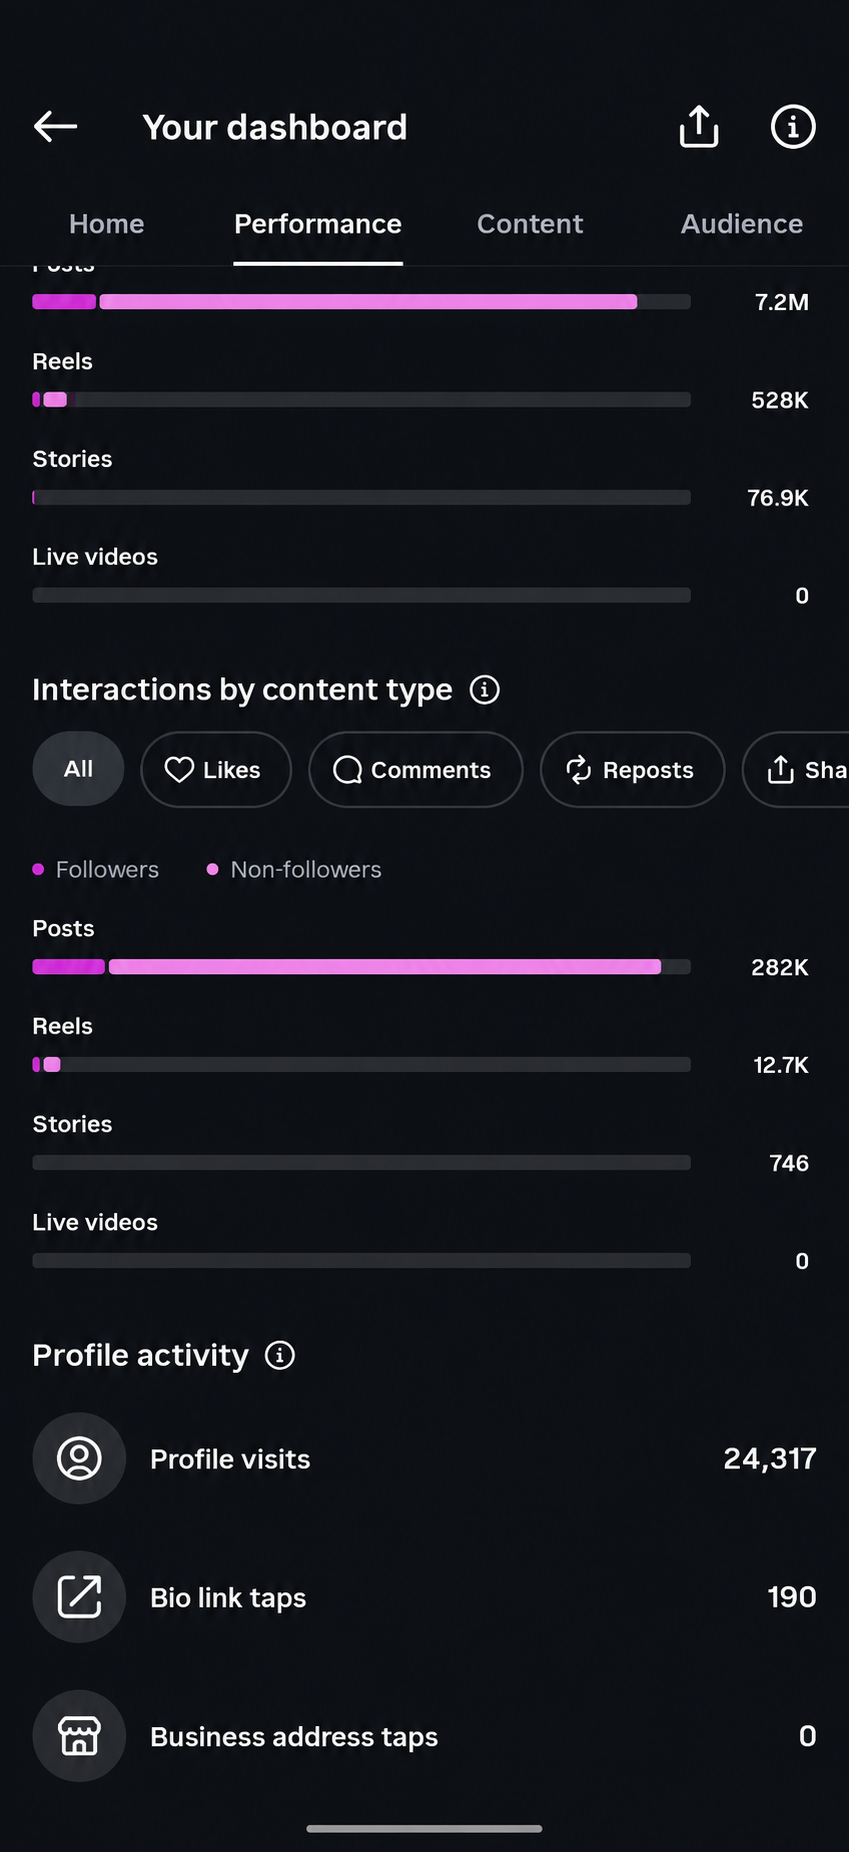 Your dashboard
Home Performance Content Audience
Posts
7.2M
Reels
528K
Stories
76.9K
Live videos
0
Interactions by content type
All Likes Comments Reposts Sha
Followers Non-followers
Posts
282K
Reels
12.7K
Stories
746
Live videos
0
Profile activity
Profile visits 24,317
Bio link taps 190
Business address taps 0